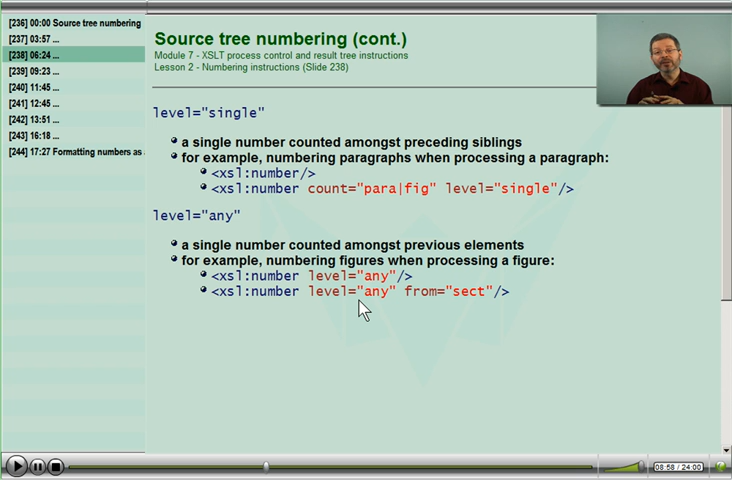 [236] 00:00 Source tree numbering
[237] 03:57 ...
[238] 06:24 ...
[239] 09:23 ...
[240] 11:45 ...
[241] 12:45 ...
[242] 13:51 ...
[243] 16:18 ...
[244] 17:27 Formatting numbers as
Source tree numbering (cont.)
Module 7 - XSLT process control and result tree instructions
Lesson 2 - Numbering instructions (Slide 238)
level="single"
a single number counted amongst preceding siblings
for example, numbering paragraphs when processing a paragraph:
<xsl:number/>
<xsl:number count="para|fig" level="single"/>
level="any"
a single number counted amongst previous elements
for example, numbering figures when processing a figure:
<xsl:number level="any"/>
<xsl:number level="any" from="sect"/>
08:58 / 24:00